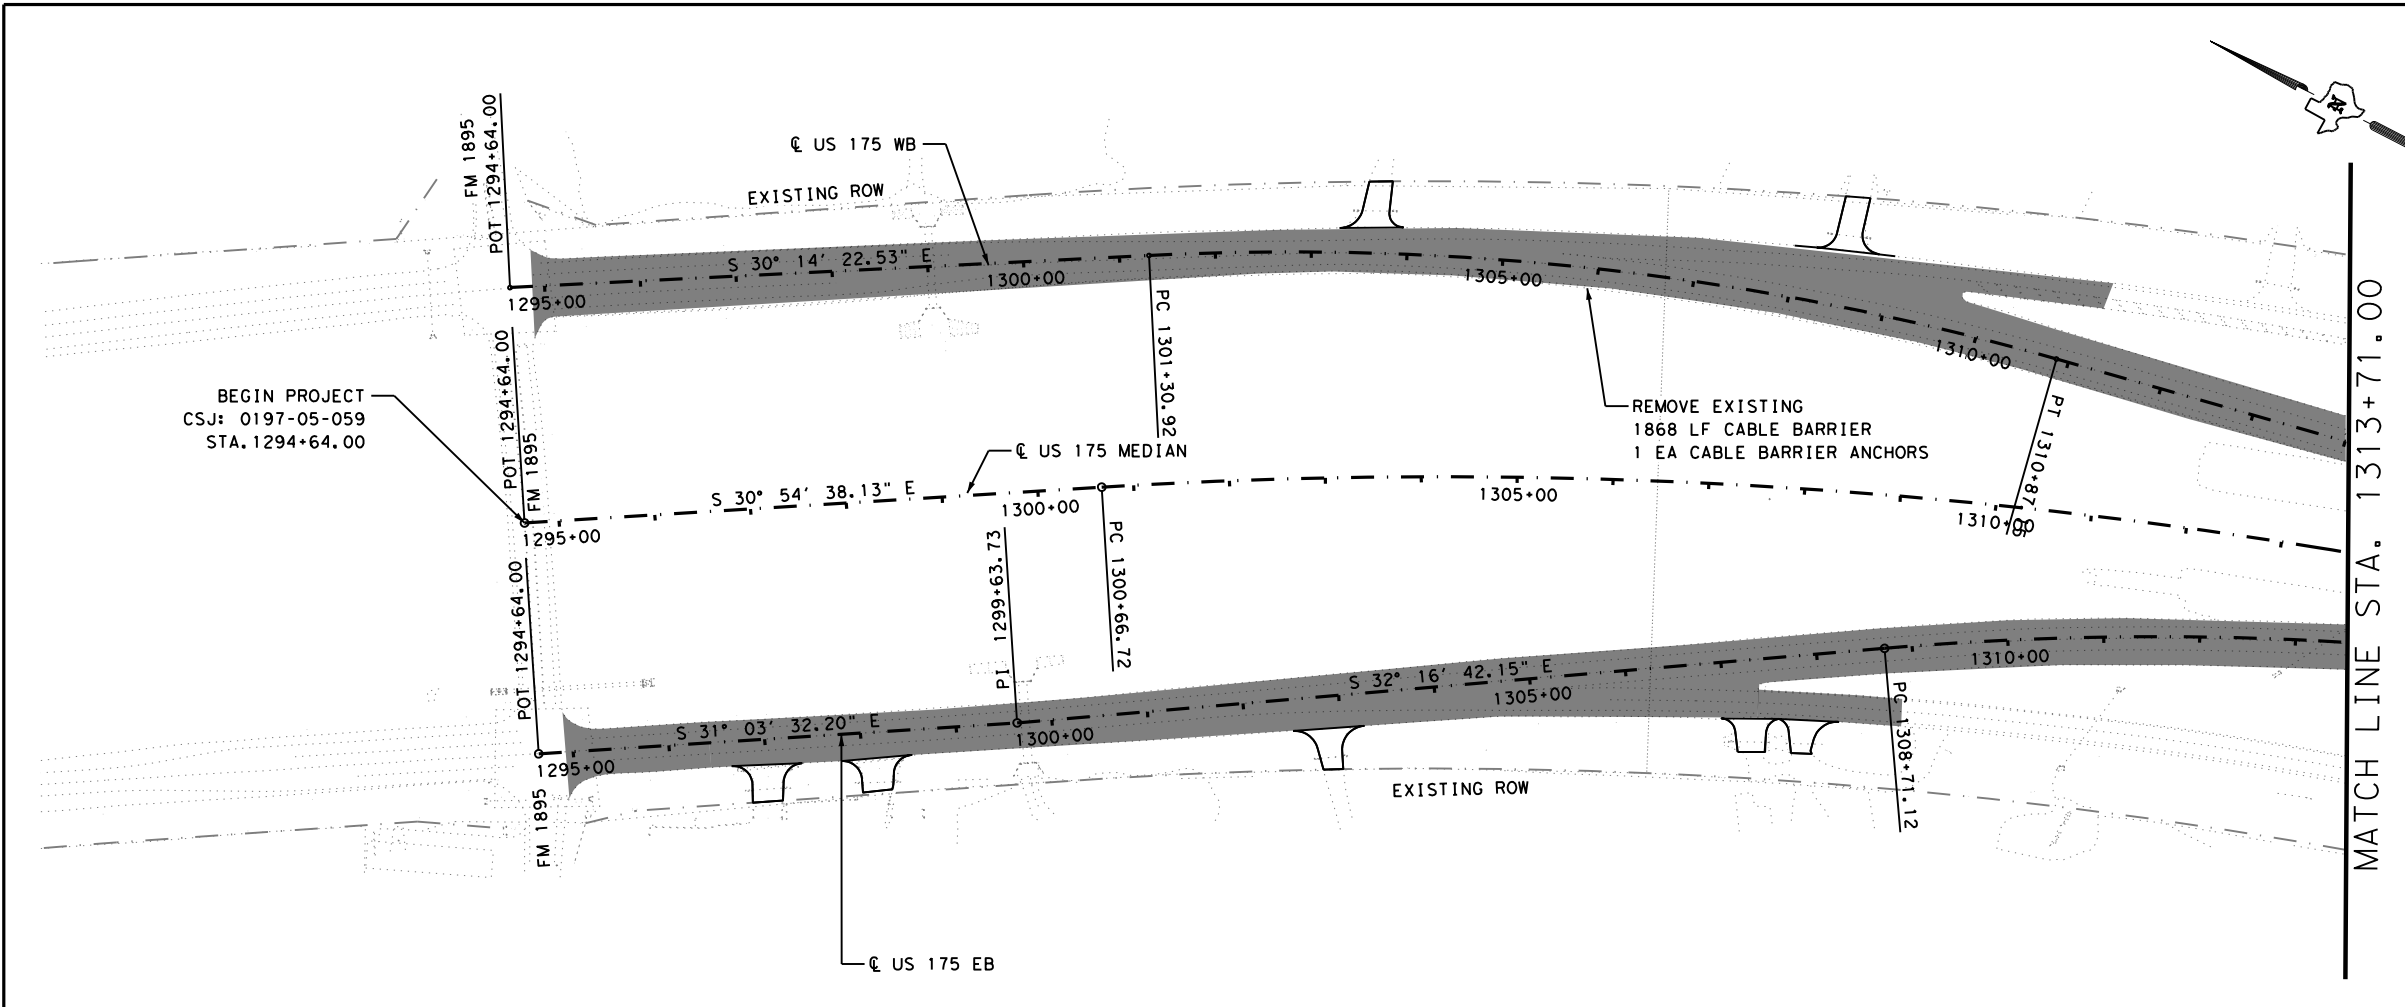 FM 1895
POT 1294+64.00
℄ US 175 WB
EXISTING ROW
S 30° 14' 22.53" E
1295+00
1300+00
1305+00
1310+00
PC 1301+30.92
PT 1310+87
REMOVE EXISTING
1868 LF CABLE BARRIER
1 EA CABLE BARRIER ANCHORS
BEGIN PROJECT
CSJ: 0197-05-059
STA.1294+64.00
POT 1294+64.00
FM 1895
℄ US 175 MEDIAN
S 30° 54' 38.13" E
1295+00
1300+00
1305+00
1310+00
PC 1300+66.72
PI 1299+63.73
POT 1294+64.00
FM 1895
S 31° 03' 32.20" E
S 32° 16' 42.15" E
1295+00
1300+00
1305+00
1310+00
PC 1308+71.12
EXISTING ROW
℄ US 175 EB
MATCH LINE STA. 1313+71.00
N